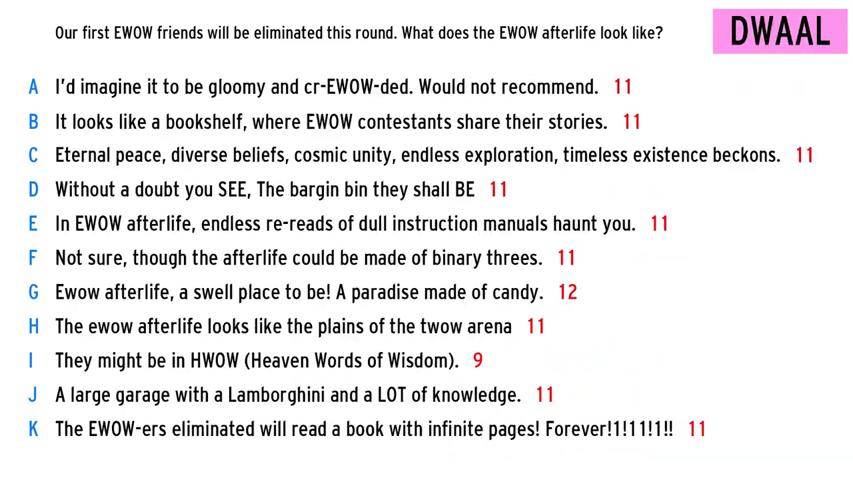 Our first EWOW friends will be eliminated this round. What does the EWOW afterlife look like?
DWAAL
A I'd imagine it to be gloomy and cr-EWOW-ded. Would not recommend. 11
B It looks like a bookshelf, where EWOW contestants share their stories. 11
C Eternal peace, diverse beliefs, cosmic unity, endless exploration, timeless existence beckons. 11
D Without a doubt you SEE, The bargin bin they shall BE 11
E In EWOW afterlife, endless re-reads of dull instruction manuals haunt you. 11
F Not sure, though the afterlife could be made of binary threes. 11
G Ewow afterlife, a swell place to be! A paradise made of candy. 12
H The ewow afterlife looks like the plains of the twow arena 11
I They might be in HWOW (Heaven Words of Wisdom). 9
J A large garage with a Lamborghini and a LOT of knowledge. 11
K The EWOW-ers eliminated will read a book with infinite pages! Forever!1!11!1!! 11